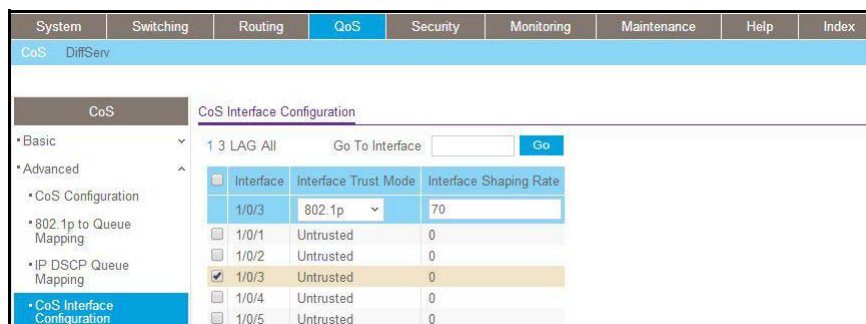 System Switching Routing QoS Security Monitoring Maintenance Help Index
CoS DiffServ
CoS
Basic
Advanced
CoS Configuration
802.1p to Queue
Mapping
IP DSCP Queue
Mapping
CoS Interface
Configuration
CoS Interface Configuration
1 3 LAG All Go To Interface Go
Interface Interface Trust Mode Interface Shaping Rate
1/0/3 802.1p 70
1/0/1 Untrusted 0
1/0/2 Untrusted 0
1/0/3 Untrusted 0
1/0/4 Untrusted 0
1/0/5 Untrusted 0